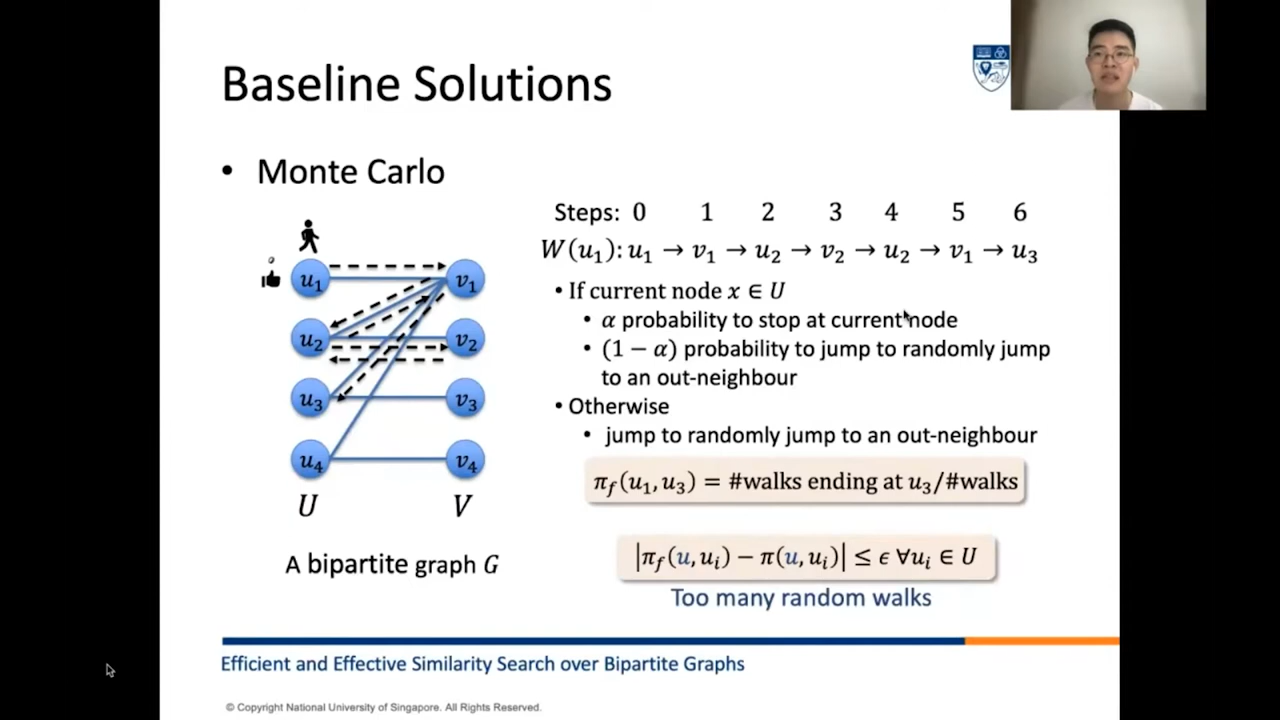 Baseline Solutions
• Monte Carlo
Steps: 0 1 2 3 4 5 6
W(u₁): u₁ → v₁ → u₂ → v₂ → u₂ → v₁ → u₃
• If current node x ∈ U
• α probability to stop at current node
• (1 − α) probability to jump to randomly jump
to an out-neighbour
• Otherwise
• jump to randomly jump to an out-neighbour
π_f(u₁, u₃) = #walks ending at u₃/#walks
|π_f(u, uᵢ) − π(u, uᵢ)| ≤ ϵ ∀uᵢ ∈ U
Too many random walks
u₁ v₁
u₂ v₂
u₃ v₃
u₄ v₄
U V
A bipartite graph G
Efficient and Effective Similarity Search over Bipartite Graphs
© Copyright National University of Singapore. All Rights Reserved.